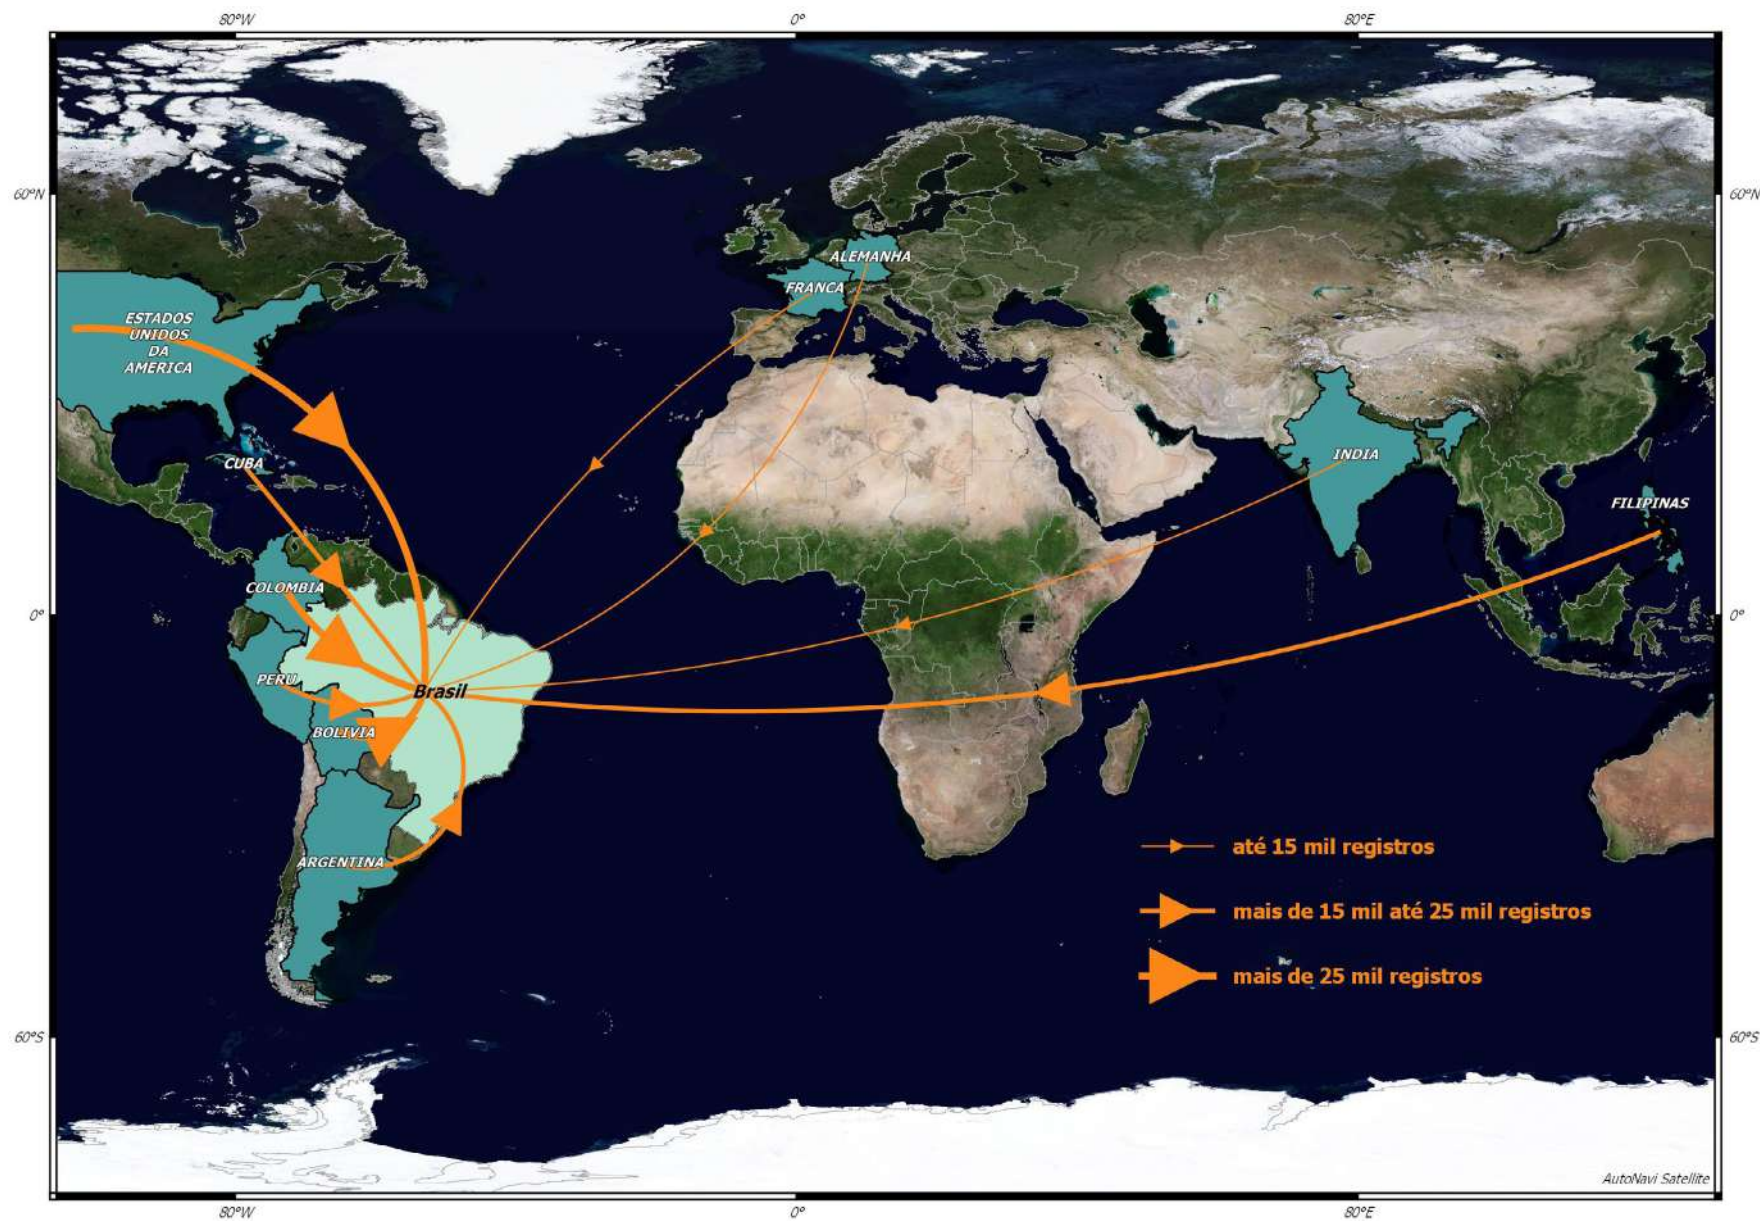 80°W
0°
80°E
60°N
60°N
ALEMANHA
FRANCA
ESTADOS
UNIDOS
DA
AMERICA
CUBA
INDIA
FILIPINAS
COLOMBIA
0°
0°
PERU
Brasil
BOLIVIA
até 15 mil registros
ARGENTINA
mais de 15 mil até 25 mil registros
mais de 25 mil registros
60°S
60°S
AutoNavi Satellite
80°W
0°
80°E